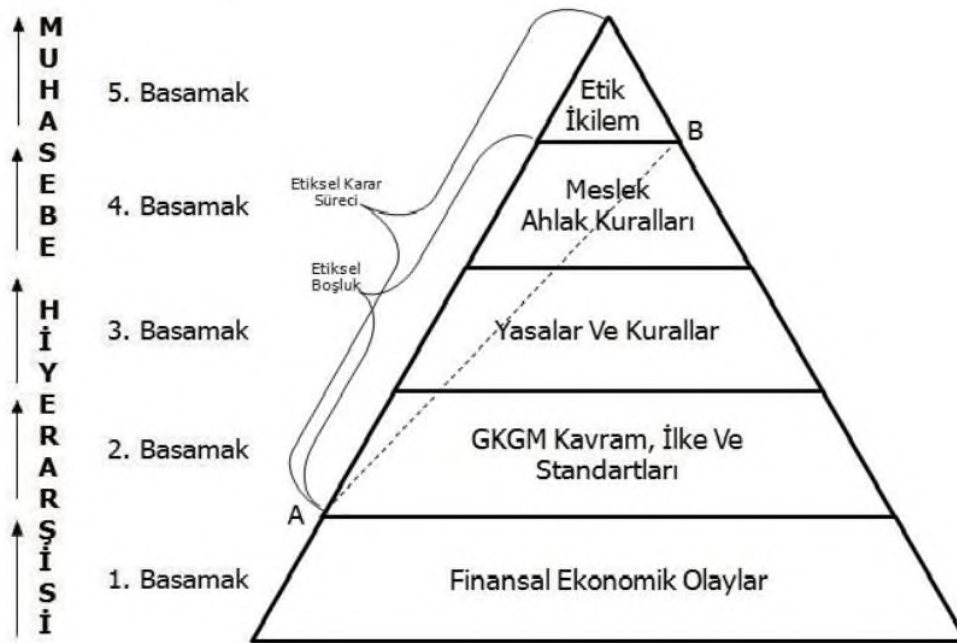 MUHASEBE HİYERARŞİSİ
5. Basamak
Etik
İkilem
B
Etiksel Karar
Süreci
4. Basamak
Meslek
Ahlak Kuralları
Etiksel
Boşluk
3. Basamak
Yasalar Ve Kurallar
2. Basamak
GKGM Kavram, İlke Ve
Standartları
A
1. Basamak
Finansal Ekonomik Olaylar